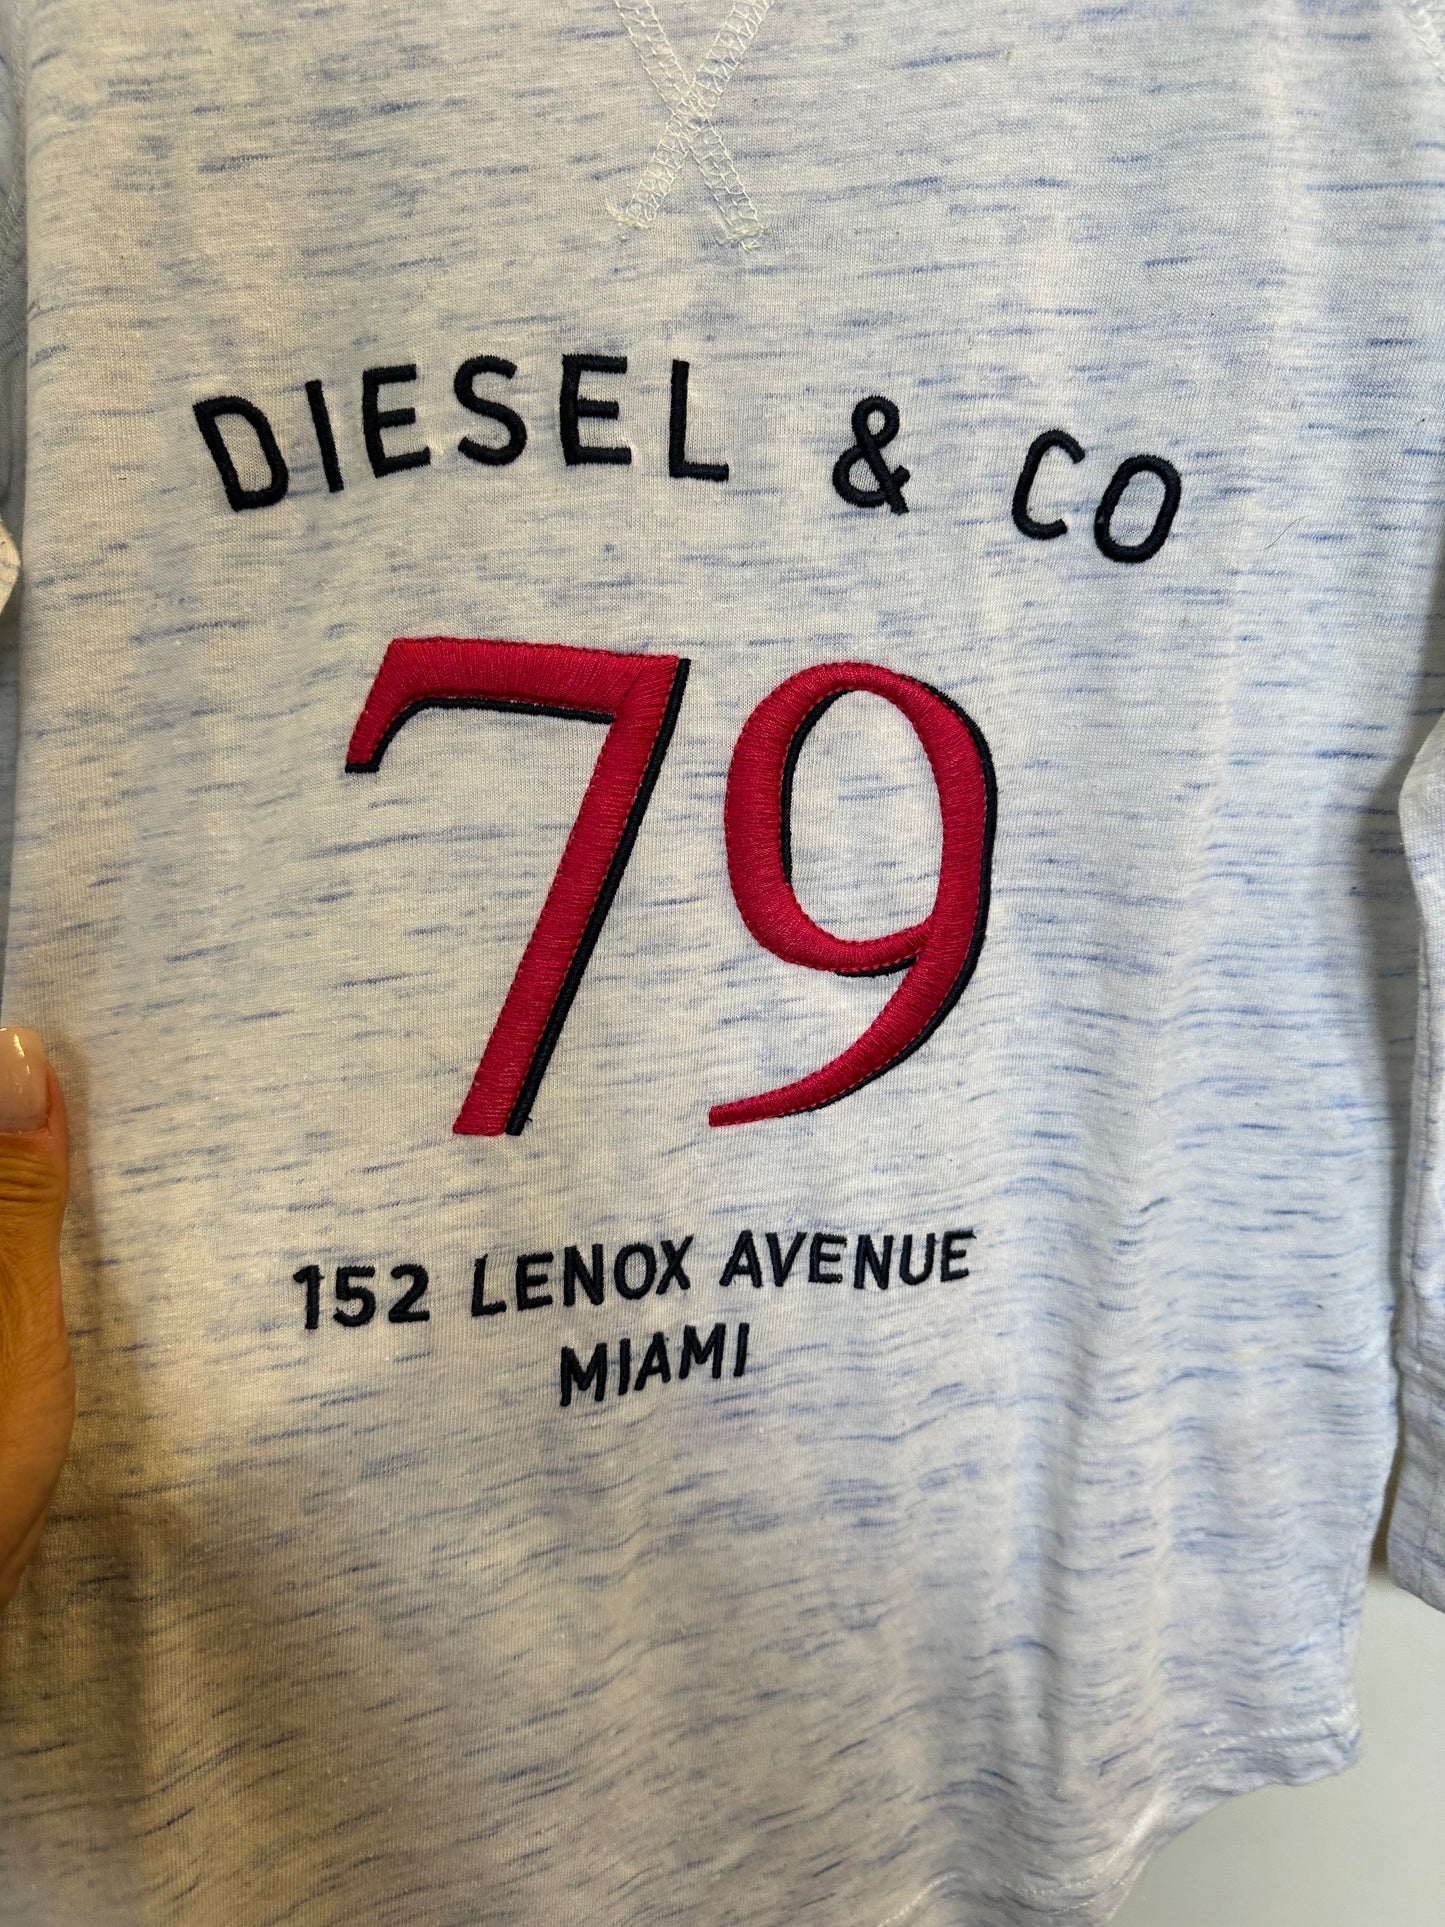 DIESEL & CO
79
152 LENOX AVENUE
MIAMI